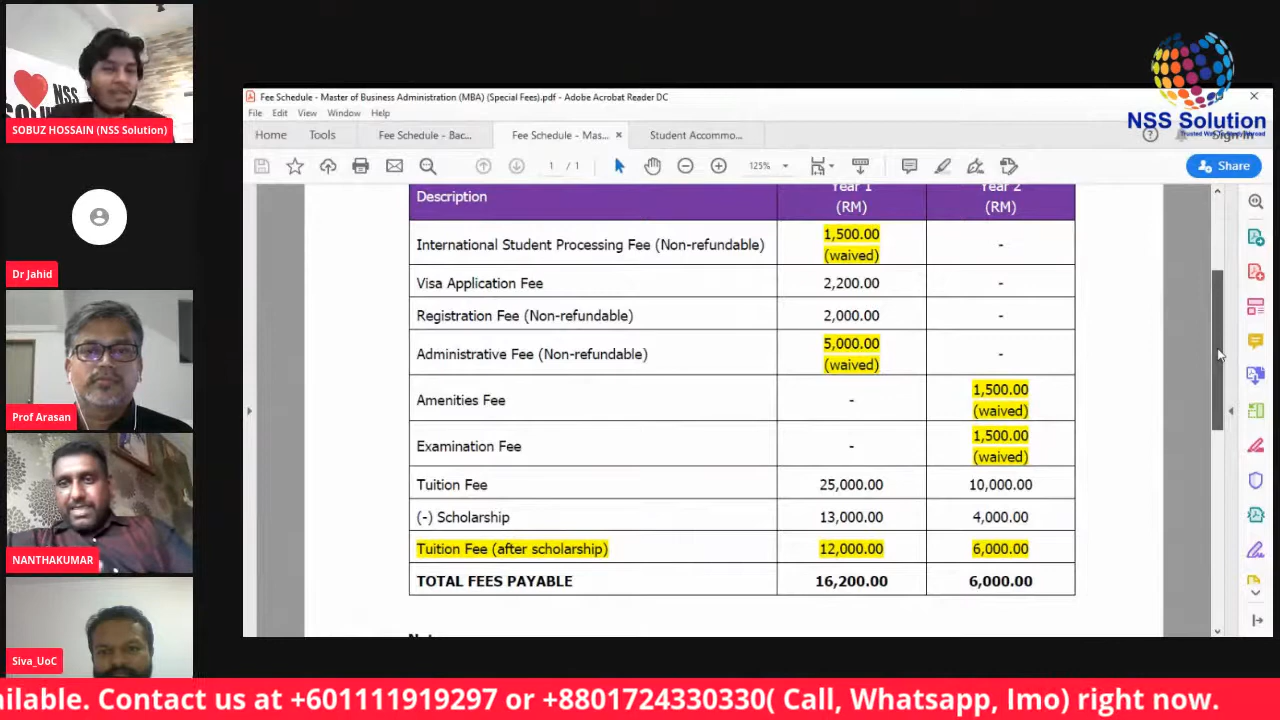 SOBUZ HOSSAIN (NSS Solution)
Dr Jahid
Prof Arasan
NANTHAKUMAR
Siva_UoC
NSS
NSS Solution
Fee Schedule - Master of Business Administration (MBA) (Special Fees).pdf - Adobe Acrobat Reader DC
File Edit View Window Help
Home Tools Fee Schedule - Bac... Fee Schedule - Mas... × Student Accommo...
1 / 1 125% Share
Description Year 1 (RM) Year 2 (RM)
International Student Processing Fee (Non-refundable) 1,500.00 (waived) -
Visa Application Fee 2,200.00 -
Registration Fee (Non-refundable) 2,000.00 -
Administrative Fee (Non-refundable) 5,000.00 (waived) -
Amenities Fee - 1,500.00 (waived)
Examination Fee - 1,500.00 (waived)
Tuition Fee 25,000.00 10,000.00
(-) Scholarship 13,000.00 4,000.00
Tuition Fee (after scholarship) 12,000.00 6,000.00
TOTAL FEES PAYABLE 16,200.00 6,000.00
ailable. Contact us at +601111919297 or +8801724330330( Call, Whatsapp, Imo) right now.